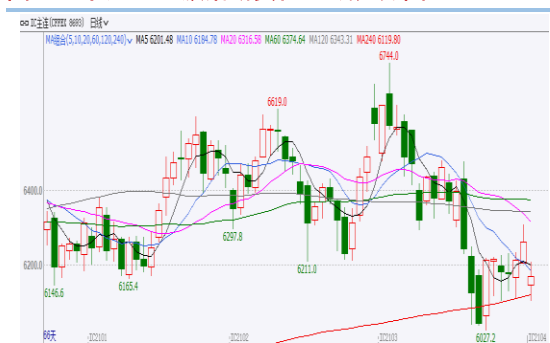 IC主连(CFFEX 8693) 日线
MA组合(5,10,20,60,120,240) MA5 6201.48 MA10 6184.78 MA20 6316.58 MA60 6374.64 MA120 6343.31 MA240 6119.80
6744.0
6619.0
6400.0
6297.8
6200.0
6211.0
6146.6
6165.4
6027.2
86天
IC2101
IC2102
IC2103
IC2104